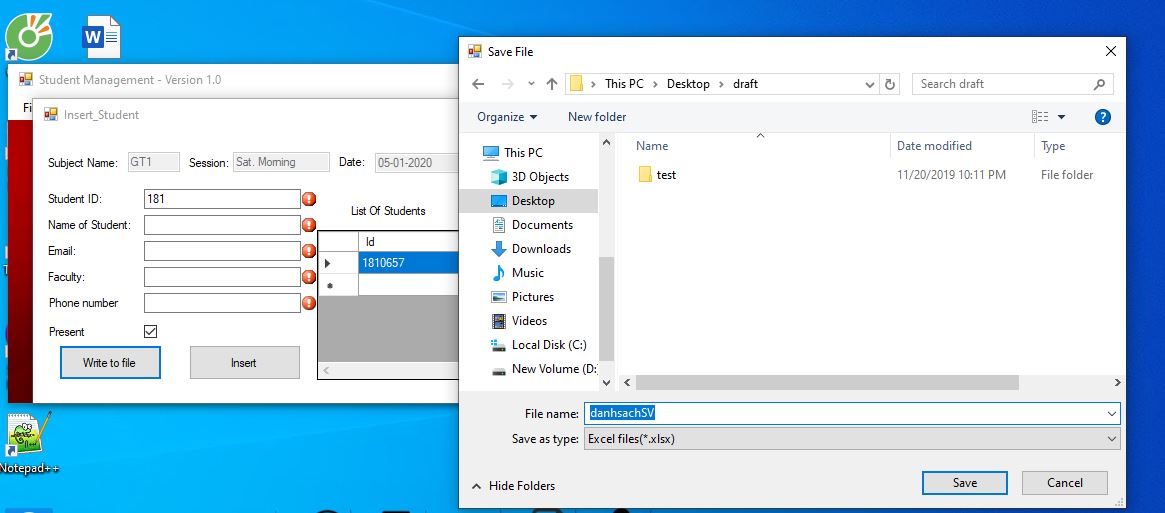 Student Management - Version 1.0
Fi
Insert_Student
Subject Name: GT1 Session: Sat. Morning Date: 05-01-2020
Student ID: 181
Name of Student:
Email:
Faculty:
Phone number
Present
List Of Students
Id
1810657
Write to file
Insert
Notepad++
Save File
This PC > Desktop > draft
Search draft
Organize
New folder
Name Date modified Type
test 11/20/2019 10:11 PM File folder
This PC
3D Objects
Desktop
Documents
Downloads
Music
Pictures
Videos
Local Disk (C:)
New Volume (D:
File name: danhsachSV
Save as type: Excel files(*.xlsx)
Hide Folders
Save
Cancel